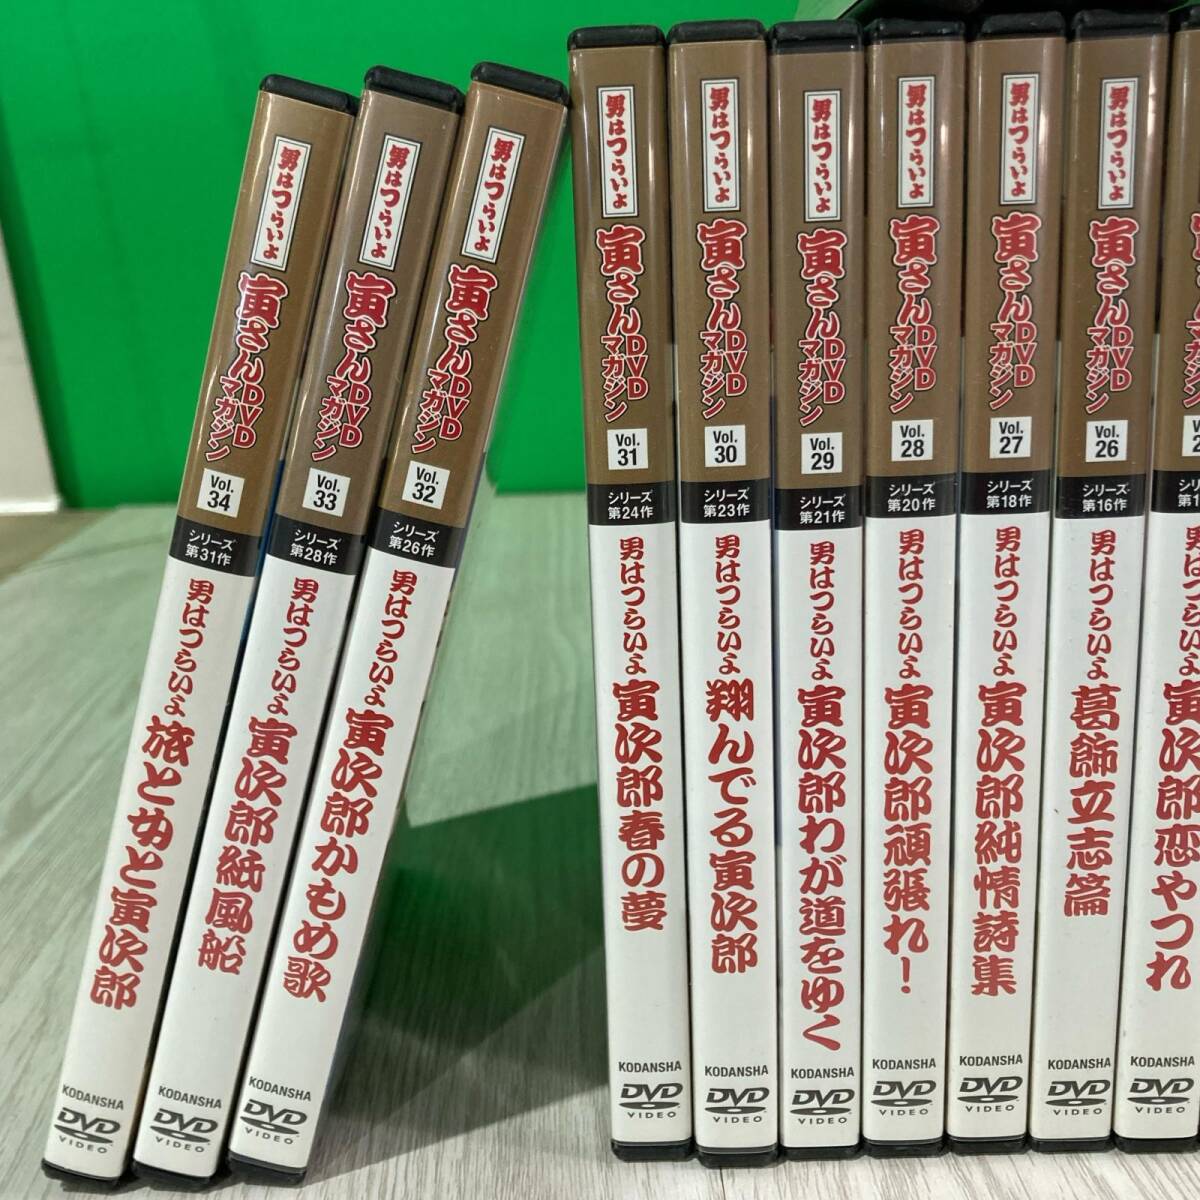 男はつらいよ
寅さんDVDマガジン
Vol. 34
シリーズ
第31作
男はつらいよ 旅と女と寅次郎
KODANSHA
DVD
VIDEO
男はつらいよ
寅さんDVDマガジン
Vol. 33
シリーズ
第28作
男はつらいよ 寅次郎紙風船
KODANSHA
DVD
VIDEO
男はつらいよ
寅さんDVDマガジン
Vol. 32
シリーズ
第26作
男はつらいよ 寅次郎かもめ歌
KODANSHA
DVD
VIDEO
男はつらいよ
寅さんDVDマガジン
Vol. 31
シリーズ
第24作
男はつらいよ 寅次郎春の夢
KODANSHA
DVD
VIDEO
男はつらいよ
寅さんDVDマガジン
Vol. 30
シリーズ
第23作
男はつらいよ 翔んでる寅次郎
KODANSHA
DVD
VIDEO
男はつらいよ
寅さんDVDマガジン
Vol. 29
シリーズ
第21作
男はつらいよ 寅次郎わが道をゆく
KODANSHA
DVD
VIDEO
男はつらいよ
寅さんDVDマガジン
Vol. 28
シリーズ
第20作
男はつらいよ 寅次郎頑張れ!
KODANSHA
DVD
VIDEO
男はつらいよ
寅さんDVDマガジン
Vol. 27
シリーズ
第18作
男はつらいよ 寅次郎純情詩集
KODANSHA
DVD
VIDEO
男はつらいよ
寅さんDVDマガジン
Vol. 26
シリーズ
第16作
男はつらいよ 葛飾立志篇
KODANSHA
DVD
VIDEO
男はつらいよ 寅次郎恋やつれ
KODANSHA